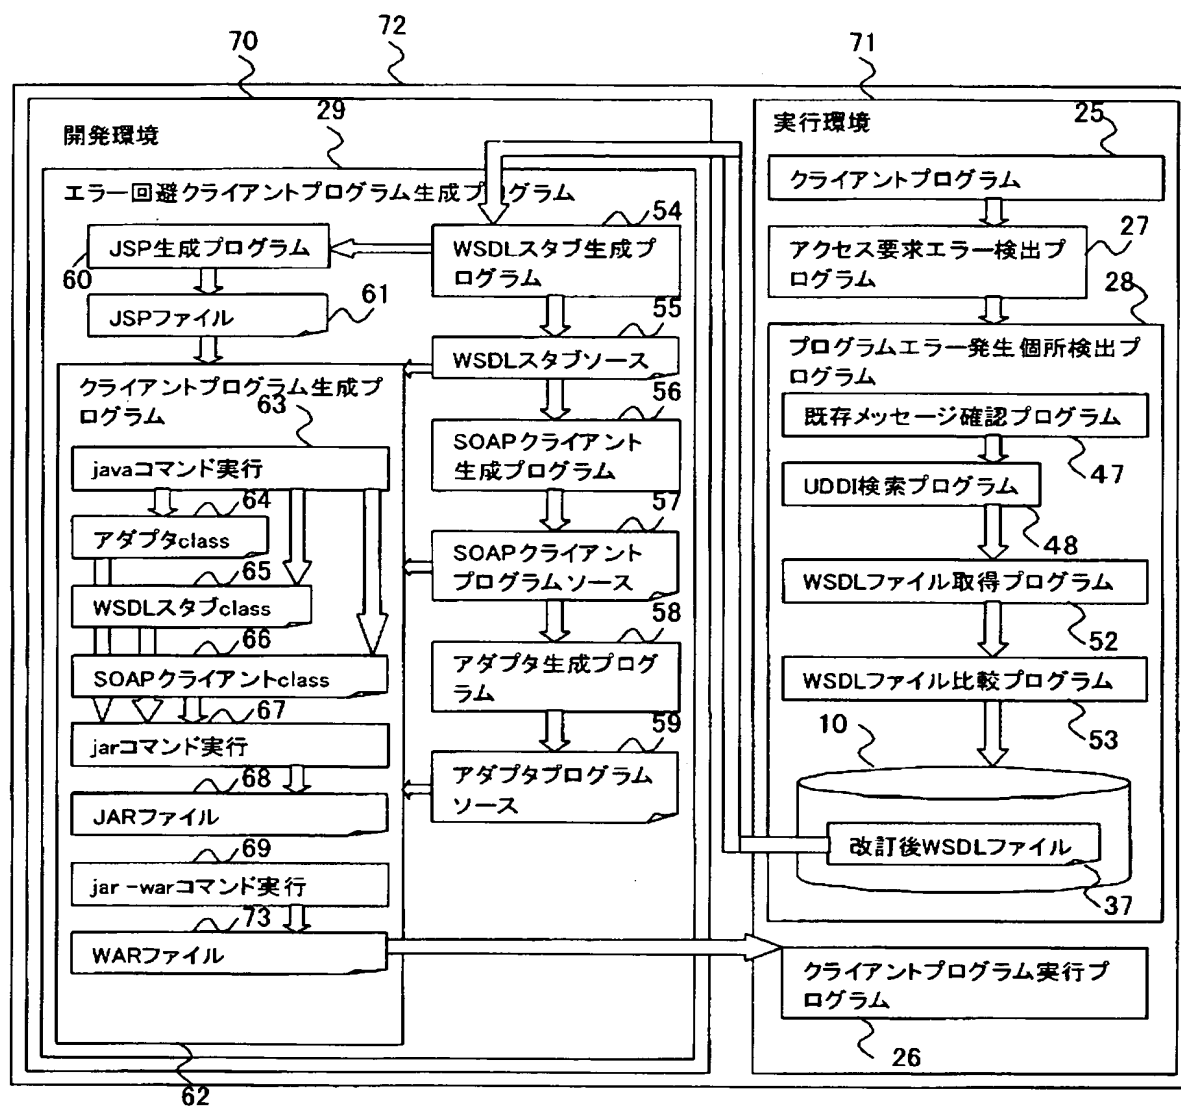 72
70
71
29
25
開発環境
実行環境
エラー回避クライアントプログラム生成プログラム
クライアントプログラム
54
JSP生成プログラム
60
WSDLスタブ生成プ
ログラム
アクセス要求エラー検出プ
ログラム
27
61
JSPファイル
28
55
WSDLスタブソース
プログラムエラー発生個所検出プ
ログラム
クライアントプログラム生成プ
ログラム
63
56
既存メッセージ確認プログラム
47
SOAPクライアント
生成プログラム
javaコマンド実行
UDDI検索プログラム
48
64
アダプタclass
57
SOAPクライアント
プログラムソース
65
WSDLスタブclass
WSDLファイル取得プログラム
52
58
66
SOAPクライアントclass
アダプタ生成プログ
ラム
WSDLファイル比較プログラム
53
67
jarコマンド実行
59
10
68
JARファイル
アダプタプログラム
ソース
改訂後WSDLファイル
37
69
jar -warコマンド実行
73
WARファイル
クライアントプログラム実行プ
ログラム
26
62